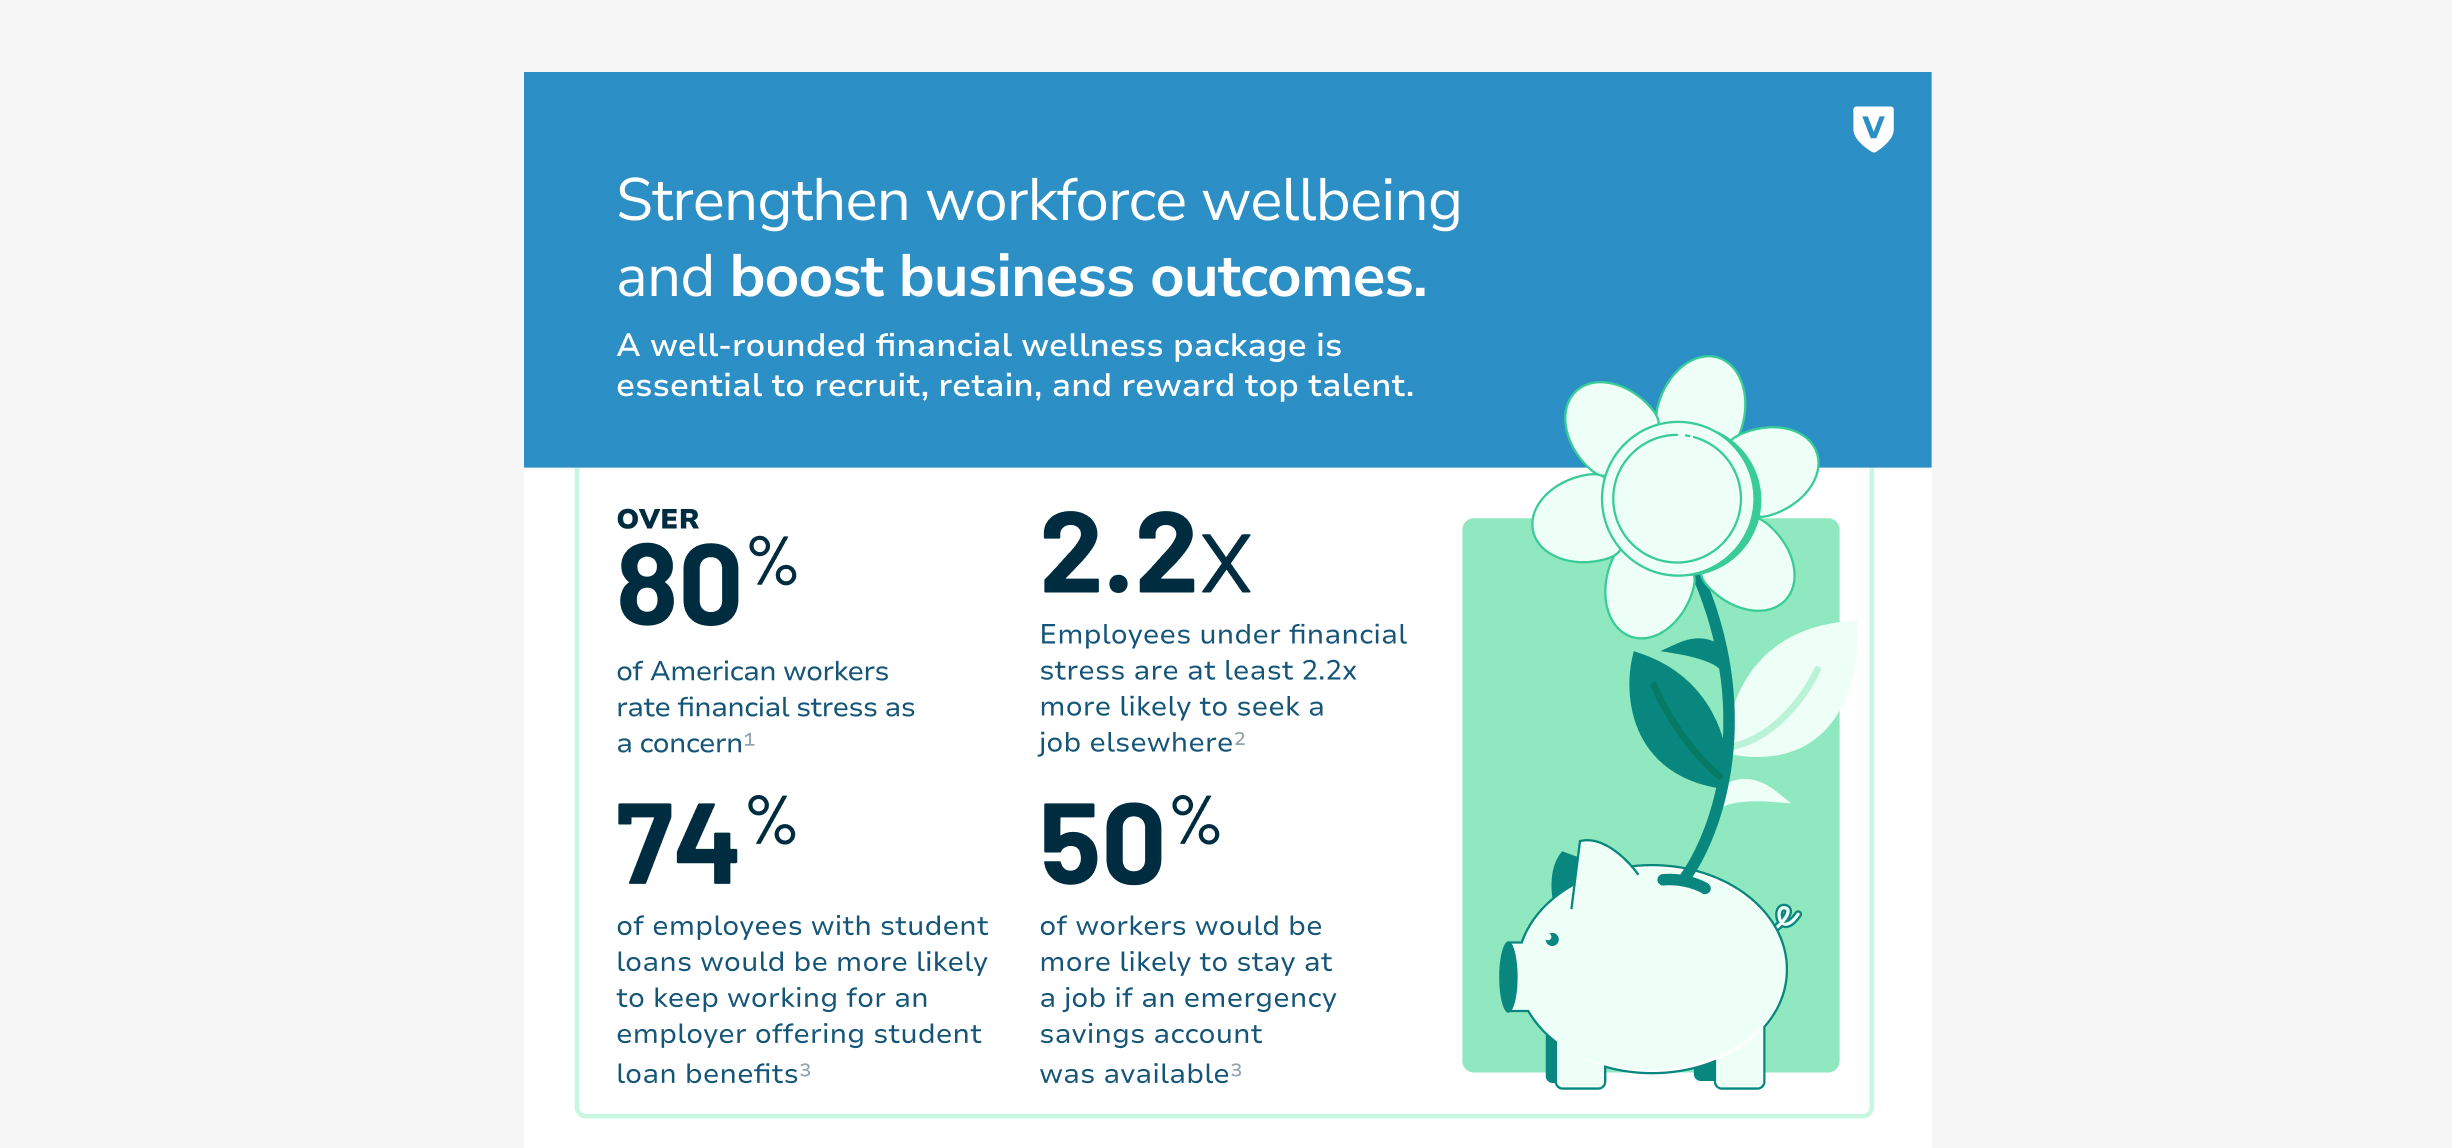 V
Strengthen workforce wellbeing
and boost business outcomes.
A well-rounded financial wellness package is
essential to recruit, retain, and reward top talent.
OVER
80%
of American workers
rate financial stress as
a concern1
2.2x
Employees under financial
stress are at least 2.2x
more likely to seek a
job elsewhere2
74%
of employees with student
loans would be more likely
to keep working for an
employer offering student
loan benefits3
50%
of workers would be
more likely to stay at
a job if an emergency
savings account
was available3